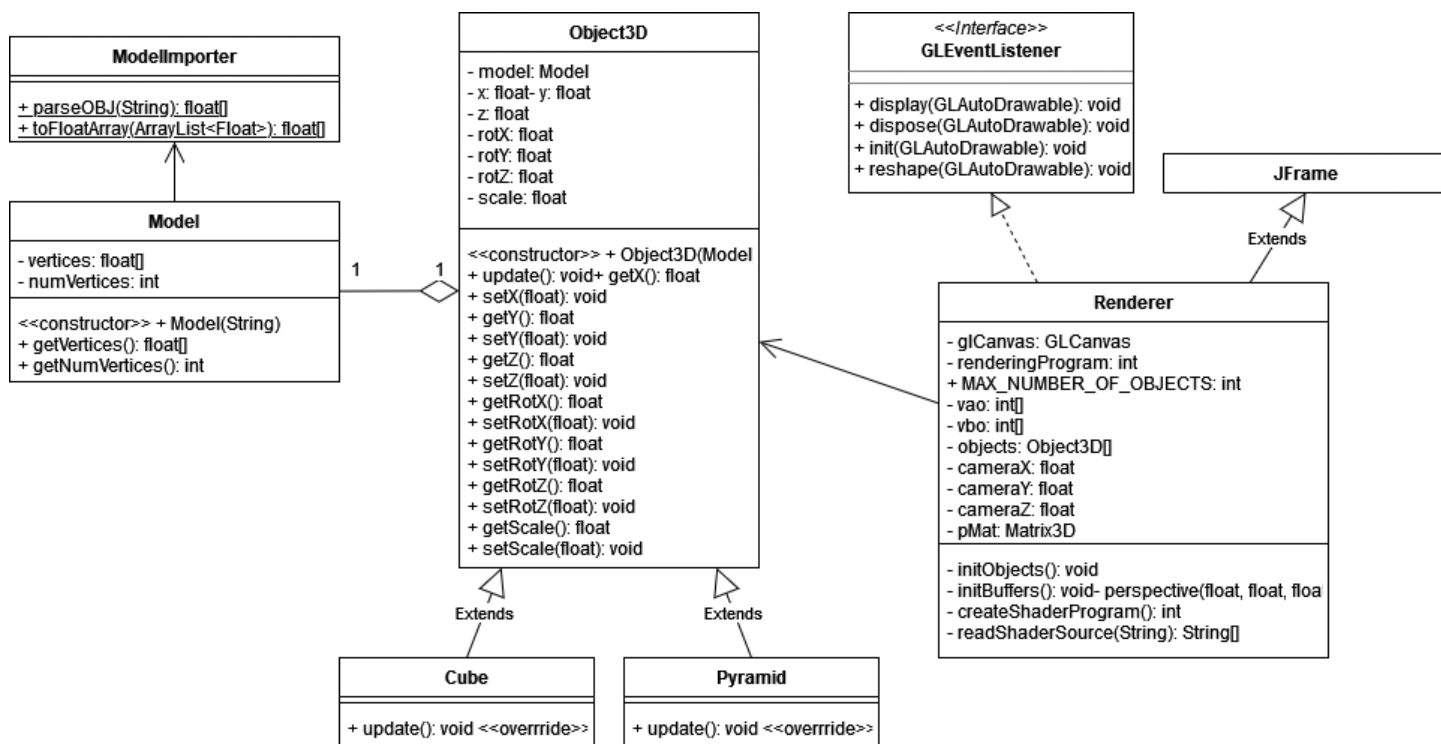 ModelImporter
+ parseOBJ(String): float[]
+ toFloatArray(ArrayList<Float>): float[]
Model
- vertices: float[]
- numVertices: int
<<constructor>> + Model(String)
+ getVertices(): float[]
+ getNumVertices(): int
1
1
Object3D
- model: Model
- x: float- y: float
- z: float
- rotX: float
- rotY: float
- rotZ: float
- scale: float
<<constructor>> + Object3D(Model
+ update(): void+ getX(): float
+ setX(float): void
+ getY(): float
+ setY(float): void
+ getZ(): float
+ setZ(float): void
+ getRotX(): float
+ setRotX(float): void
+ getRotY(): float
+ setRotY(float): void
+ getRotZ(): float
+ setRotZ(float): void
+ getScale(): float
+ setScale(float): void
Extends
Extends
Cube
+ update(): void <<overrride>>
Pyramid
+ update(): void <<overrride>>
<<Interface>>
GLEventListener
+ display(GLAutoDrawable): void
+ dispose(GLAutoDrawable): void
+ init(GLAutoDrawable): void
+ reshape(GLAutoDrawable): void
JFrame
Extends
Renderer
- glCanvas: GLCanvas
- renderingProgram: int
+ MAX_NUMBER_OF_OBJECTS: int
- vao: int[]
- vbo: int[]
- objects: Object3D[]
- cameraX: float
- cameraY: float
- cameraZ: float
- pMat: Matrix3D
- initObjects(): void
- initBuffers(): void- perspective(float, float, floa
- createShaderProgram(): int
- readShaderSource(String): String[]